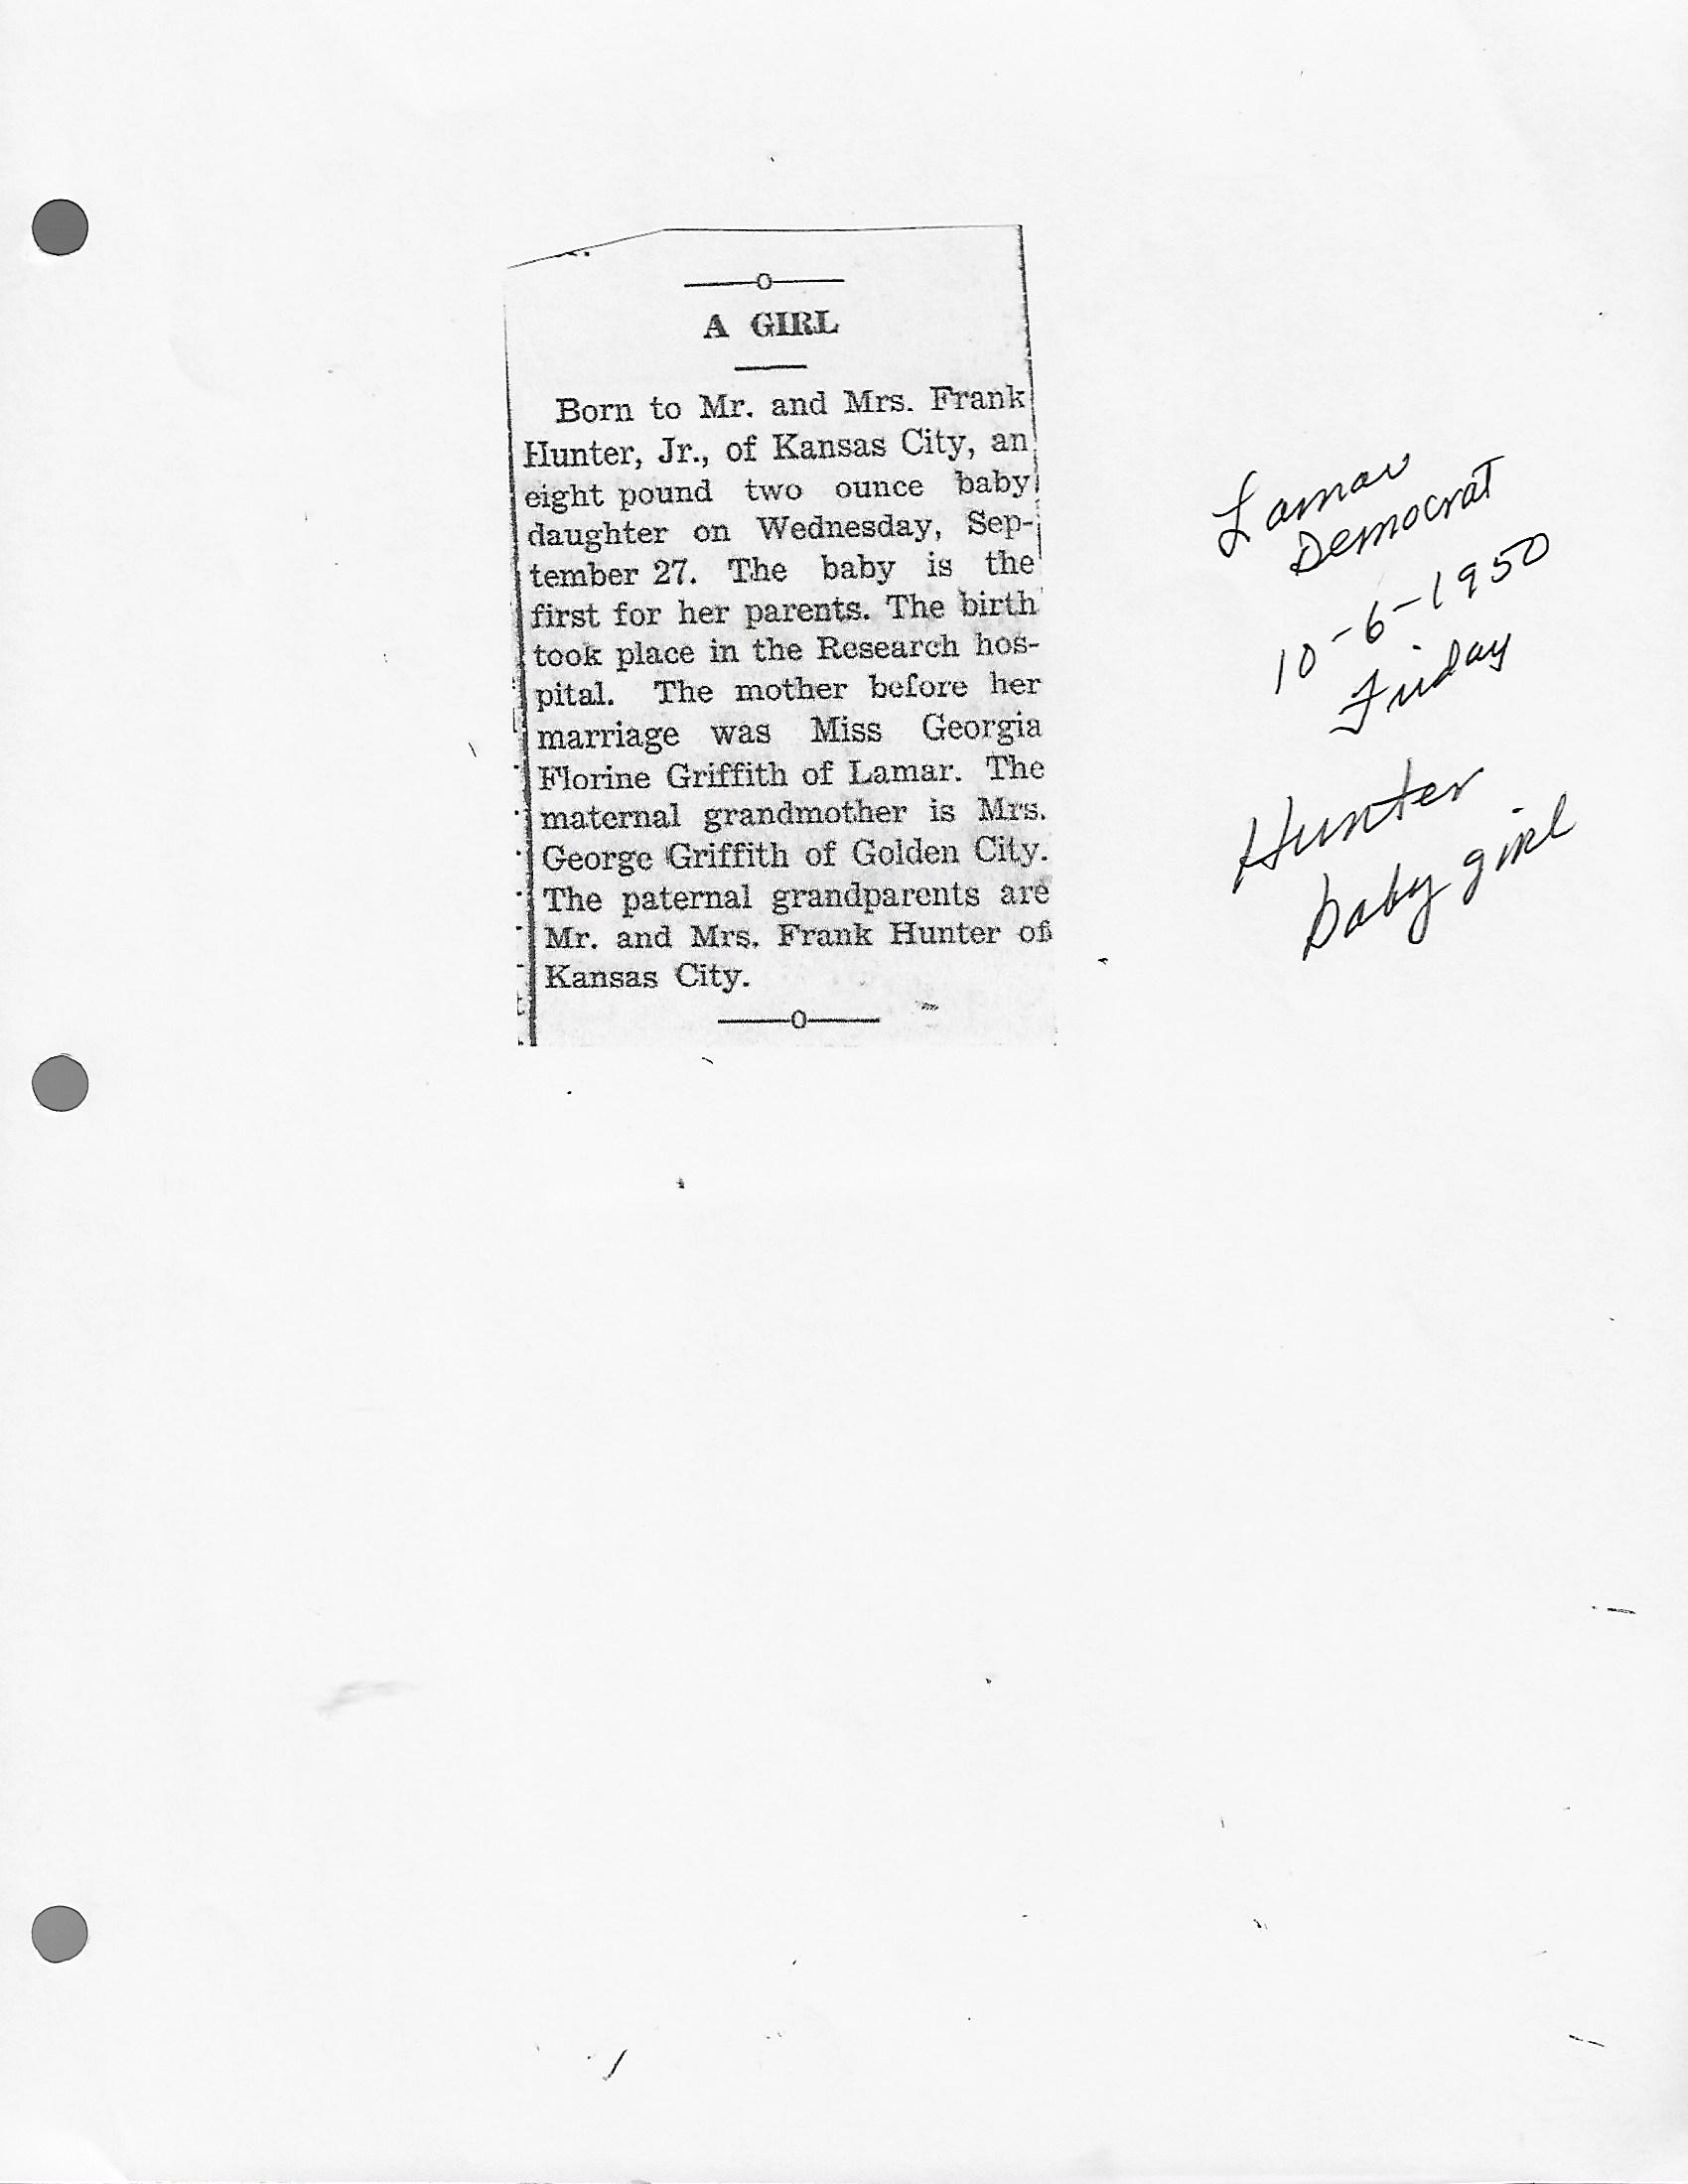 A GIRL
Born to Mr. and Mrs. Frank
Hunter, Jr., of Kansas City, an
eight pound two ounce baby
daughter on Wednesday, Sep-
tember 27. The baby is the
first for her parents. The birth
took place in the Research hos-
pital. The mother before her
marriage was Miss Georgia
Florine Griffith of Lamar. The
maternal grandmother is Mrs.
George Griffith of Golden City.
The paternal grandparents are
Mr. and Mrs. Frank Hunter of
Kansas City.
Lamar
Democrat
10-6-1950
Friday
Hunter
baby girl